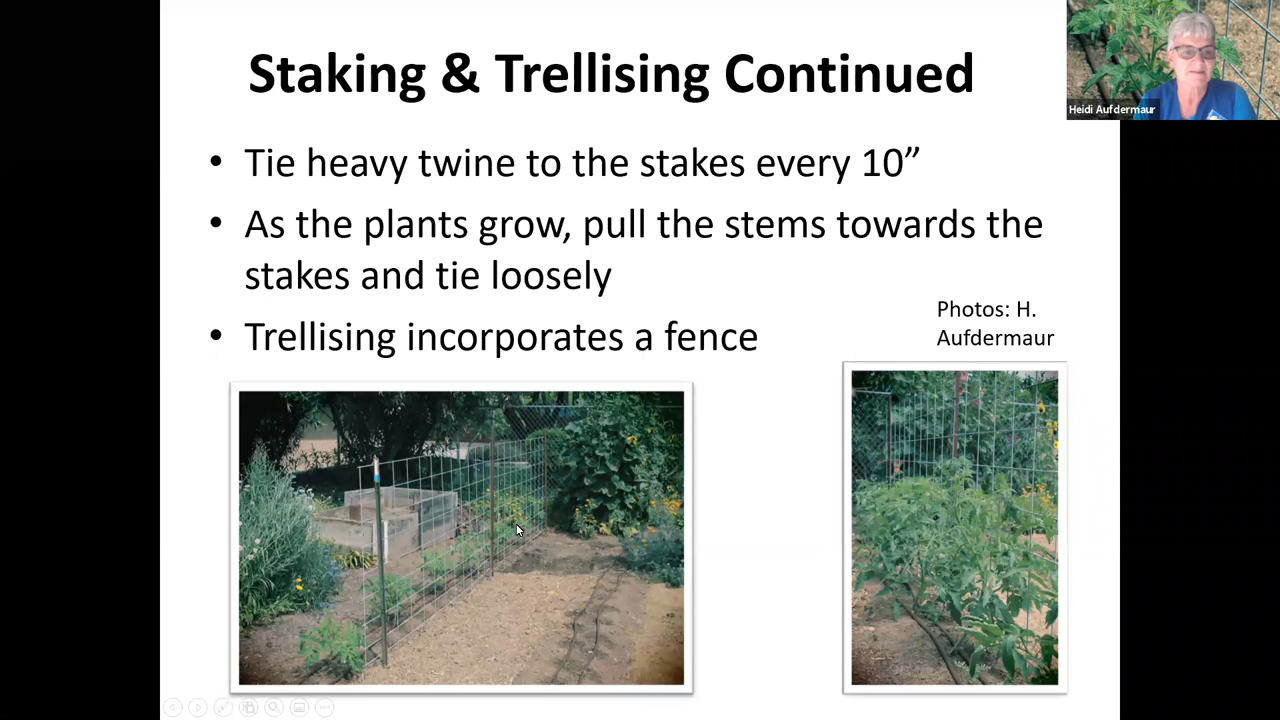 Staking & Trellising Continued
Heidi Aufdermaur
• Tie heavy twine to the stakes every 10”
• As the plants grow, pull the stems towards the
stakes and tie loosely
• Trellising incorporates a fence
Photos: H.
Aufdermaur